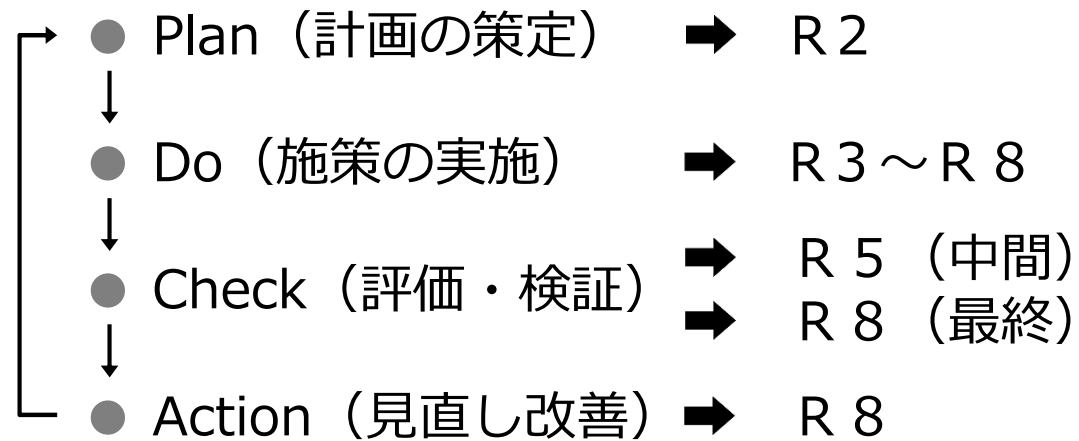 Plan（計画の策定） ➡ R２
Do（施策の実施） ➡ R３～R８
Check（評価・検証） ➡ R５（中間）
➡ R８（最終）
Action（見直し改善） ➡ R８